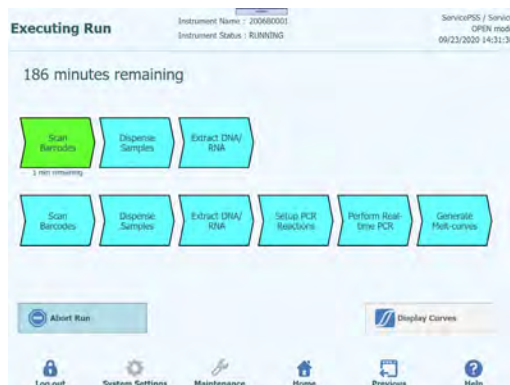 Executing Run
Instrument Name : 200680001
Instrument Status : RUNNING
ServicePSS / Servic
OPEN mod
09/23/2020 14:31:3
186 minutes remaining
Scan
Barcodes
Dispense
Samples
Extract DNA/
RNA
1 min remaining
Scan
Barcodes
Dispense
Samples
Extract DNA/
RNA
Setup PCR
Reactions
Perform Real-
time PCR
Generate
Melt-curves
Abort Run
Display Curves
Log out
System Settings
Maintenance
Home
Previous
Help